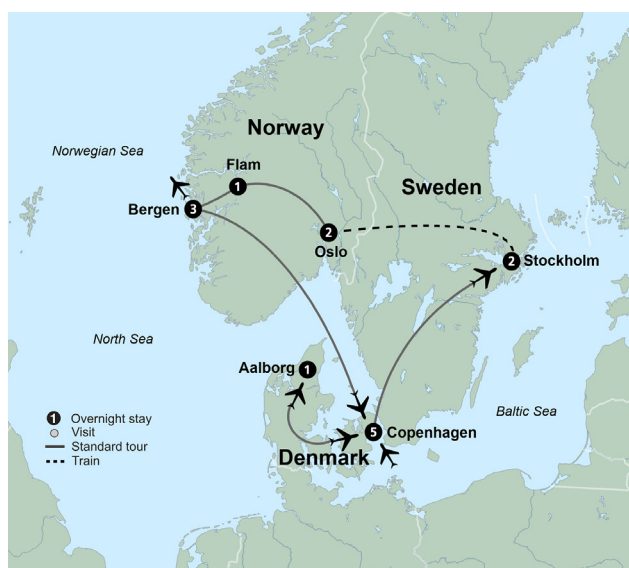 Norway
Norwegian Sea
Flam
1
Sweden
Bergen 3
2
Oslo
2 Stockholm
North Sea
Aalborg 1
Baltic Sea
1 Overnight stay
Visit
Standard tour
Train
5 Copenhagen
Denmark